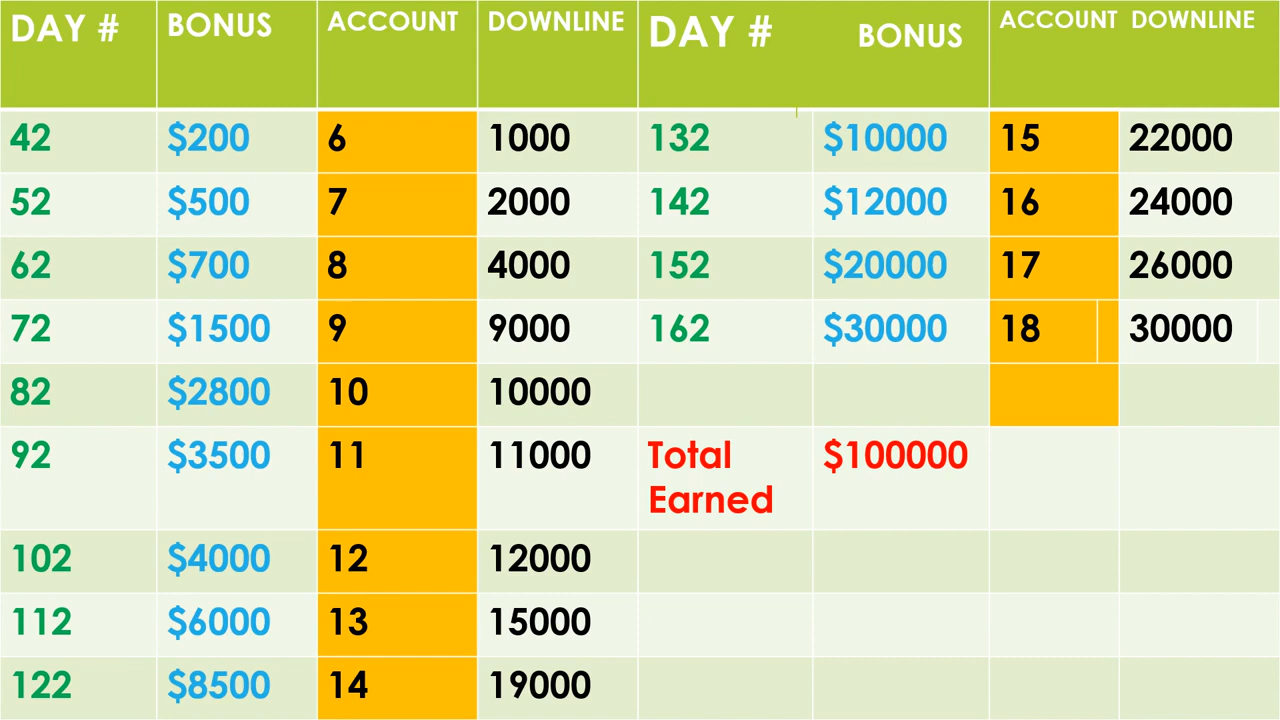 DAY # BONUS ACCOUNT DOWNLINE DAY # BONUS ACCOUNT DOWNLINE
42 $200 6 1000 132 $10000 15 22000
52 $500 7 2000 142 $12000 16 24000
62 $700 8 4000 152 $20000 17 26000
72 $1500 9 9000 162 $30000 18 30000
82 $2800 10 10000
92 $3500 11 11000 Total $100000
Earned
102 $4000 12 12000
112 $6000 13 15000
122 $8500 14 19000